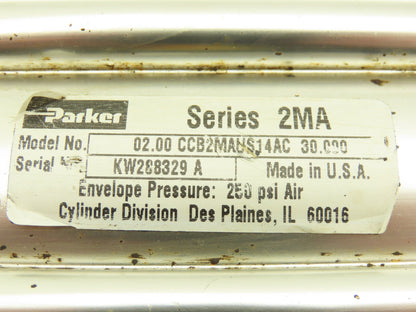 Parker Series 2MA
Model No. 02.00 CCB2MAUS14AC 30.000
Serial No. KW288329 A Made in U.S.A.
Envelope Pressure: 250 psi Air
Cylinder Division Des Plaines, IL 60016